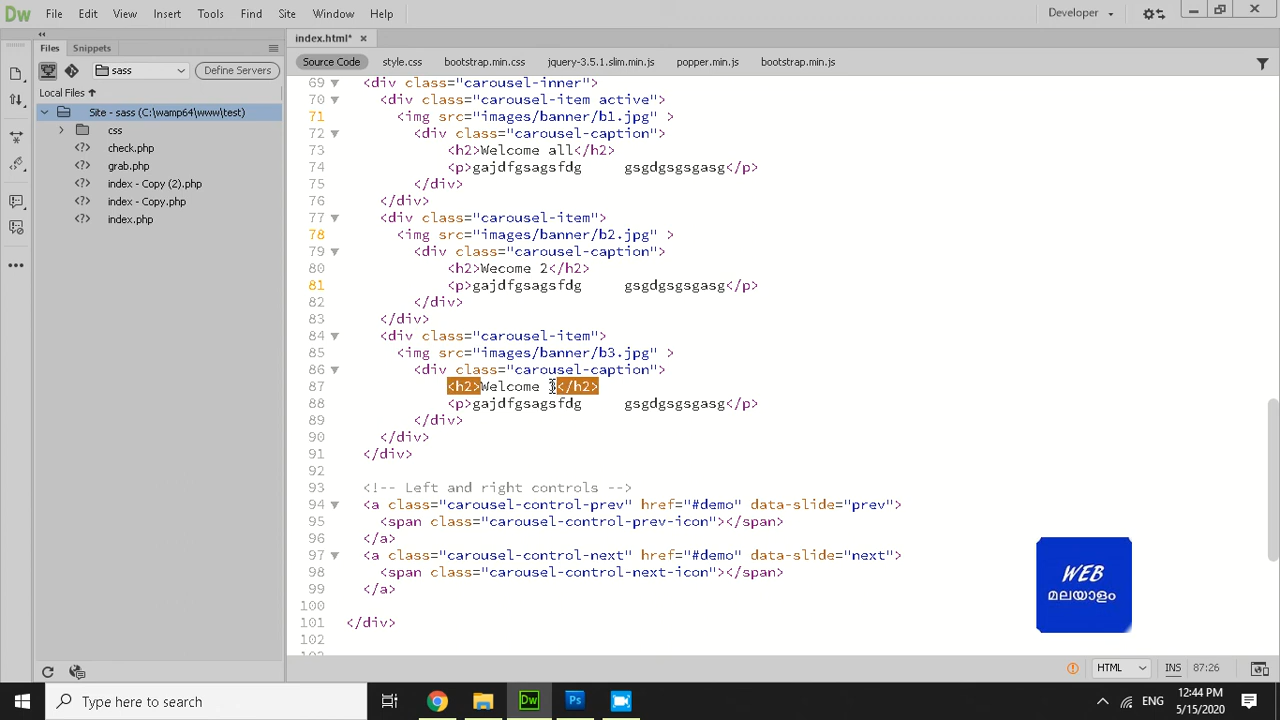 Dw File Edit View Insert Tools Find Site Window Help Developer
Files Snippets
index.html*
sass Define Servers
Source Code style.css bootstrap.min.css jquery-3.5.1.slim.min.js popper.min.js bootstrap.min.js
Local Files
Site - sass (C:\wamp64\www\test)
css
check.php
grab.php
index - Copy (2).php
index - Copy.php
index.php
69 <div class="carousel-inner">
70 <div class="carousel-item active">
71 <img src="images/banner/b1.jpg" >
72 <div class="carousel-caption">
73 <h2>Welcome all</h2>
74 <p>gajdfgsagsfdg gsgdgsgsgasg</p>
75 </div>
76 </div>
77 <div class="carousel-item">
78 <img src="images/banner/b2.jpg" >
79 <div class="carousel-caption">
80 <h2>Wecome 2</h2>
81 <p>gajdfgsagsfdg gsgdgsgsgasg</p>
82 </div>
83 </div>
84 <div class="carousel-item">
85 <img src="images/banner/b3.jpg" >
86 <div class="carousel-caption">
87 <h2>Welcome </h2>
88 <p>gajdfgsagsfdg gsgdgsgsgasg</p>
89 </div>
90 </div>
91 </div>
92
93 <!-- Left and right controls -->
94 <a class="carousel-control-prev" href="#demo" data-slide="prev">
95 <span class="carousel-control-prev-icon"></span>
96 </a>
97 <a class="carousel-control-next" href="#demo" data-slide="next">
98 <span class="carousel-control-next-icon"></span>
99 </a>
100
101 </div>
102
WEB
മലയാളം
HTML INS 87:26
Type here to search
Dw Ps
ENG
12:44 PM
5/15/2020